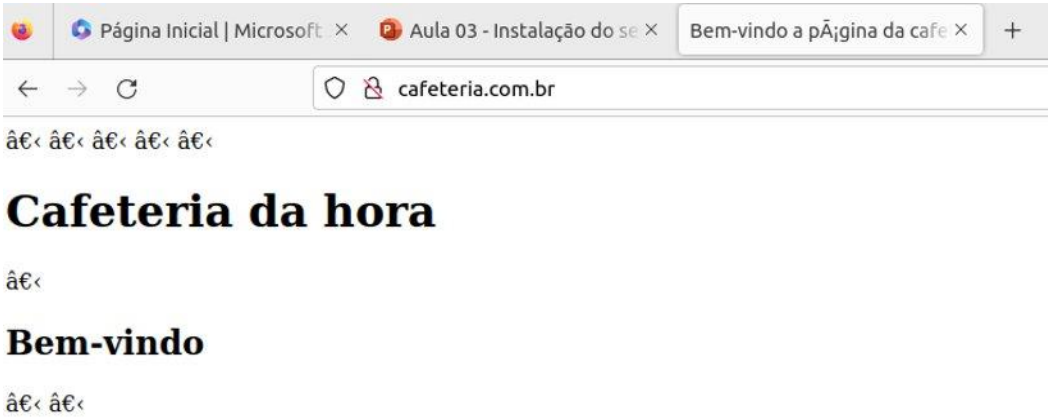 Página Inicial | Microsoft
Aula 03 - Instalação do se
Bem-vindo a pÃ¡gina da cafe
cafeteria.com.br
â€‹ â€‹ â€‹ â€‹ â€‹
Cafeteria da hora
â€‹
Bem-vindo
â€‹ â€‹